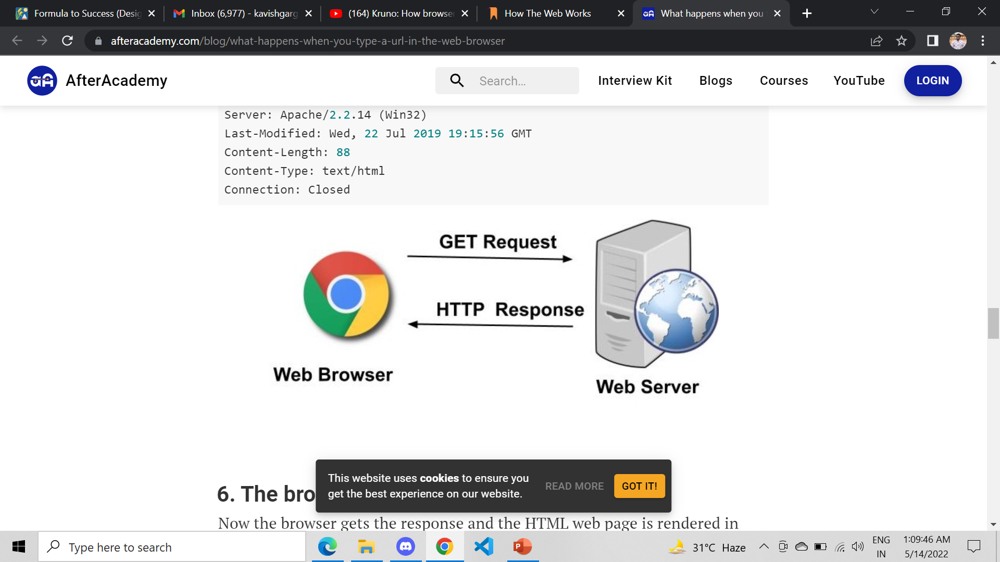 Formula to Success (Desig
Inbox (6,977) - kavishgarg
(164) Kruno: How browser
How The Web Works
What happens when you
afteracademy.com/blog/what-happens-when-you-type-a-url-in-the-web-browser
AfterAcademy
Search...
Interview Kit
Blogs
Courses
YouTube
LOGIN
Server: Apache/2.2.14 (Win32)
Last-Modified: Wed, 22 Jul 2019 19:15:56 GMT
Content-Length: 88
Content-Type: text/html
Connection: Closed
GET Request
HTTP Response
Web Browser
Web Server
6. The bro
This website uses cookies to ensure you
get the best experience on our website.
READ MORE
GOT IT!
Now the browser gets the response and the HTML web page is rendered in
Type here to search
31°C Haze
ENG
IN
1:09:46 AM
5/14/2022